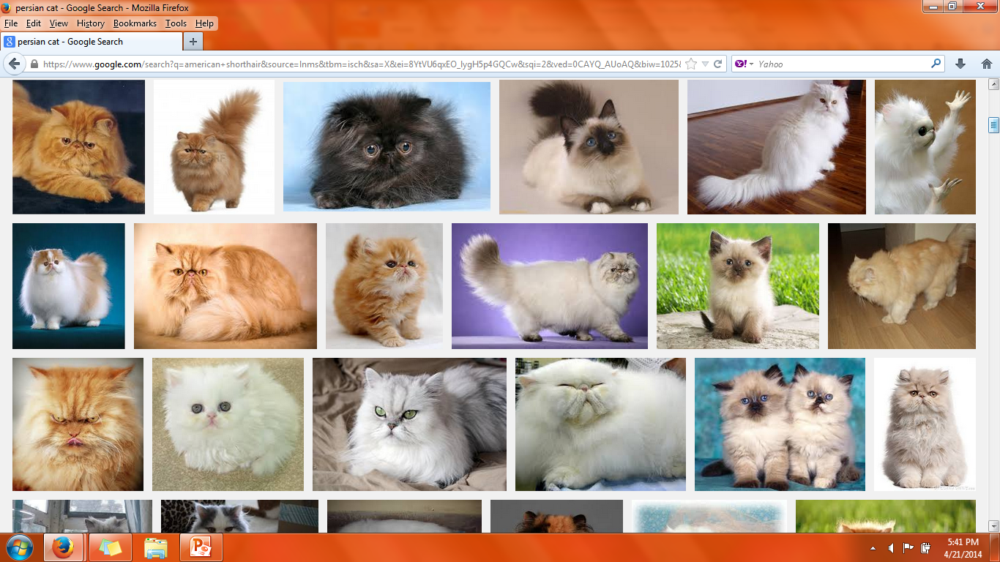 persian cat - Google Search - Mozilla Firefox
File Edit View History Bookmarks Tools Help
persian cat - Google Search
https://www.google.com/search?q=american+shorthair&source=lnms&tbm=isch&sa=X&ei=8YtVU6qxEO_lygH5p4GQCw&sqi=2&ved=0CAYQ_AUoAQ&biw=1025&
Yahoo
5:41 PM
4/21/2014